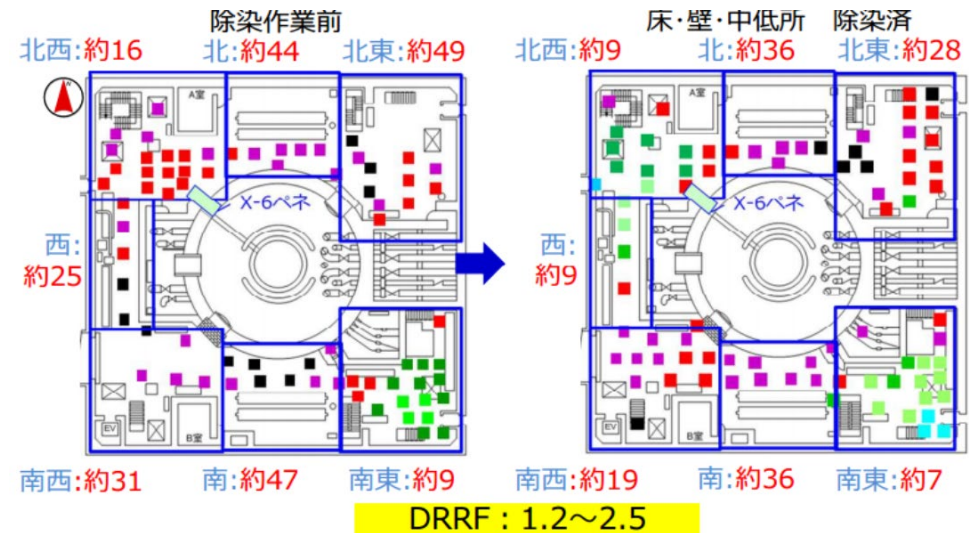 除染作業前
北西:約16
北:約44
北東:約49
A室
X-6ペネ
西:
約25
EV
B室
南西:約31
南:約47
南東:約9
床・壁・中低所 除染済
北西:約9
北:約36
北東:約28
A室
X-6ペネ
西:
約9
EV
B室
南西:約19
南:約36
南東:約7
DRRF：1.2～2.5